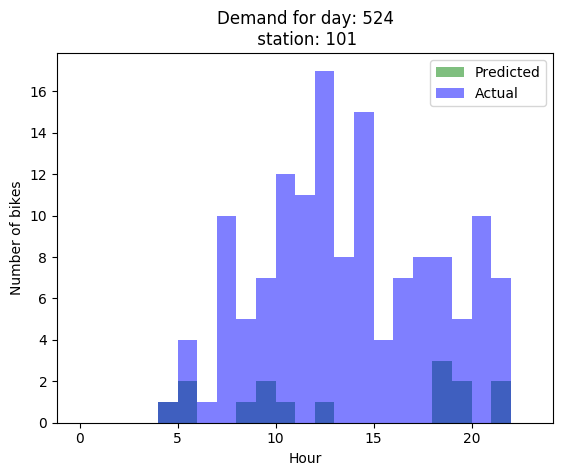 Demand for day: 524
station: 101
Predicted
Actual
Number of bikes
16
14
12
10
8
6
4
2
0
0 5 10 15 20
Hour